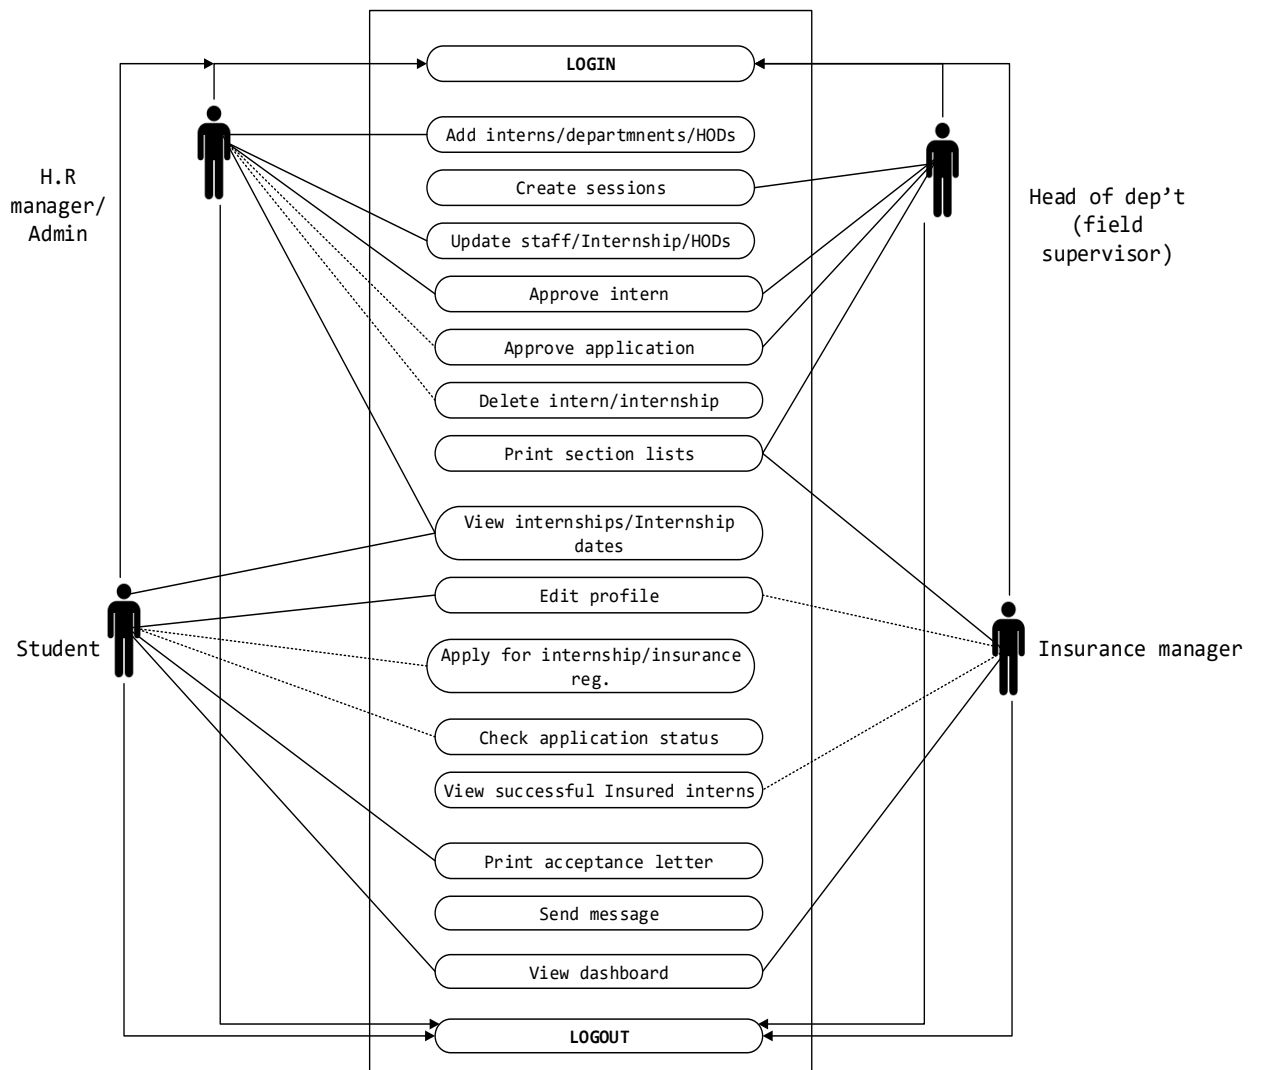 LOGIN
Add interns/departmnents/HODs
H.R
manager/
Admin
Create sessions
Head of dep't
(field
supervisor)
Update staff/Internship/HODs
Approve intern
Approve application
Delete intern/internship
Print section lists
View internships/Internship
dates
Edit profile
Student
Apply for internship/insurance
reg.
Insurance manager
Check application status
View successful Insured interns
Print acceptance letter
Send message
View dashboard
LOGOUT